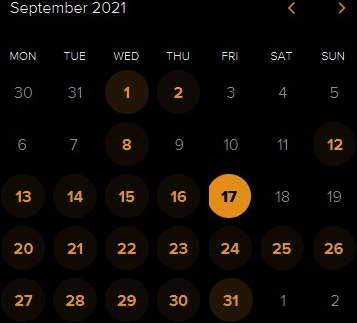 September 2021 < >
MON TUE WED THU FRI SAT SUN
30 31 1 2 3 4 5
6 7 8 9 10 11 12
13 14 15 16 17 18 19
20 21 22 23 24 25 26
27 28 29 30 31 1 2